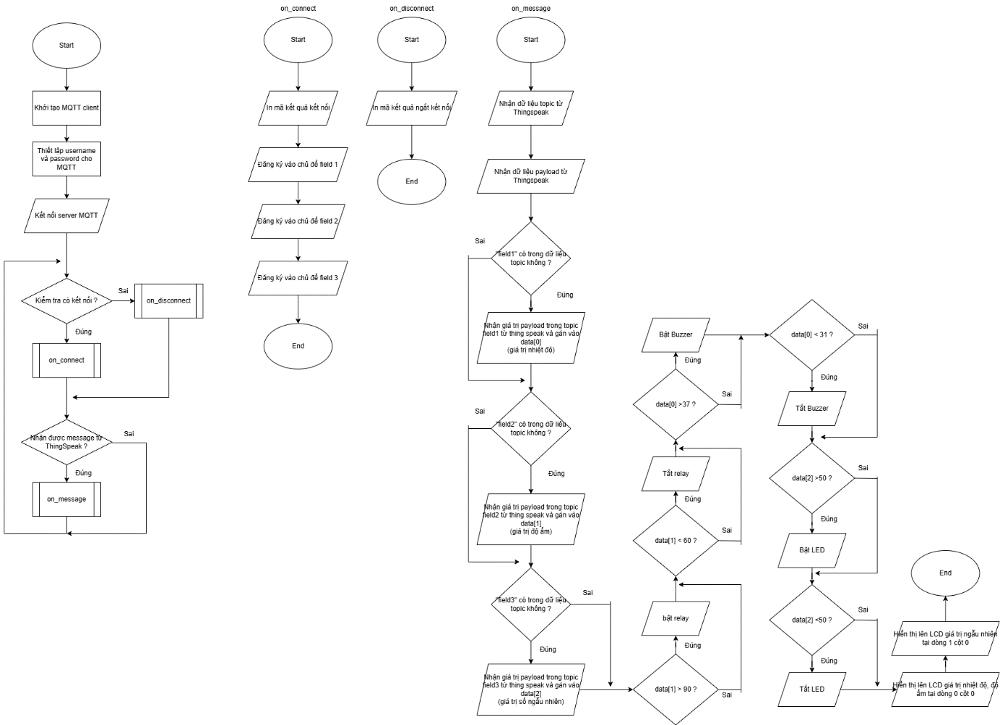 Start
Khởi tạo MQTT client
Thiết lập username
và password cho
MQTT
Kết nối server MQTT
Kiểm tra có kết nối ?
Sai
on_disconnect
Đúng
on_connect
Nhận được message từ
ThingSpeak ?
Sai
Đúng
on_message
on_connect
Start
In mã kết quả kết nối
Đăng ký vào chủ đề field 1
Đăng ký vào chủ đề field 2
Đăng ký vào chủ đề field 3
End
on_disconnect
Start
In mã kết quả ngắt kết nối
End
on_message
Start
Nhận dữ liệu topic từ
Thingspeak
Nhận dữ liệu payload từ
Thingspeak
Sai
"field1" có trong dữ liệu
topic không ?
Đúng
Nhận giá trị payload trong topic
field1 từ thing speak và gán vào
data[0]
(giá trị nhiệt độ)
Sai
"field2" có trong dữ liệu
topic không ?
Đúng
Nhận giá trị payload trong topic
field2 từ thing speak và gán vào
data[1]
(giá trị độ ẩm)
"field3" có trong dữ liệu
topic không ?
Sai
Đúng
Nhận giá trị payload trong topic
field3 từ thing speak và gán vào
data[2]
(giá trị số ngẫu nhiên)
data[1] > 90 ?
Sai
Đúng
bật relay
data[1] < 60 ?
Sai
Đúng
Tắt relay
data[0] >37 ?
Sai
Đúng
Bật Buzzer
data[0] < 31 ?
Sai
Đúng
Tắt Buzzer
data[2] >50 ?
Sai
Đúng
Bật LED
data[2] <50 ?
Sai
Đúng
Tắt LED
Hiển thị lên LCD giá trị nhiệt độ, độ
ẩm tại dòng 0 cột 0
Hiển thị lên LCD giá trị ngẫu nhiên
tại dòng 1 cột 0
End